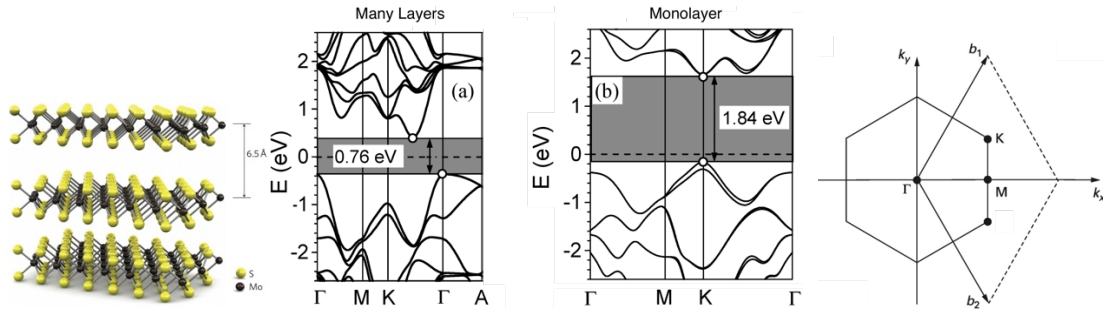 6.5 Å
S
Mo
Many Layers
E (eV)
2
1
0
-1
-2
(a)
0.76 eV
Γ
M
K
Γ
A
Monolayer
E (eV)
2
1
0
-1
-2
(b)
1.84 eV
Γ
M
K
Γ
k_y
b_1
K
Γ
M
k_x
b_2